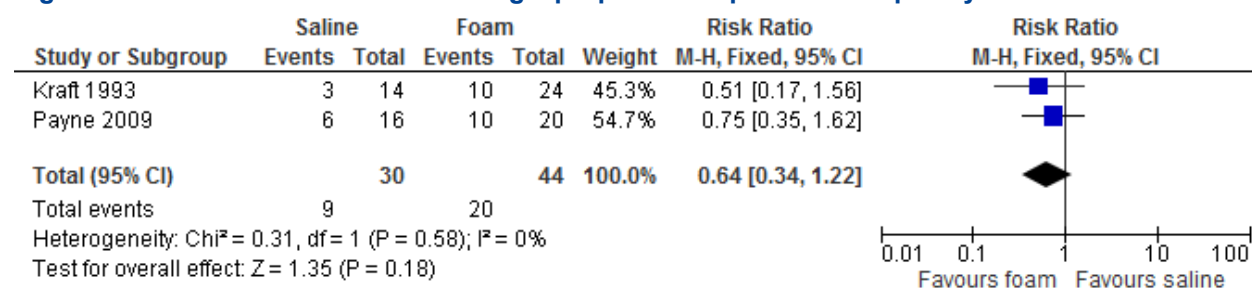 Saline Foam Risk Ratio Risk Ratio
Study or Subgroup Events Total Events Total Weight M-H, Fixed, 95% CI M-H, Fixed, 95% CI
Kraft 1993 3 14 10 24 45.3% 0.51 [0.17, 1.56]
Payne 2009 6 16 10 20 54.7% 0.75 [0.35, 1.62]
Total (95% CI) 30 44 100.0% 0.64 [0.34, 1.22]
Total events 9 20
Heterogeneity: Chi² = 0.31, df = 1 (P = 0.58); I² = 0%
Test for overall effect: Z = 1.35 (P = 0.18)
0.01 0.1 1 10 100
Favours foam Favours saline